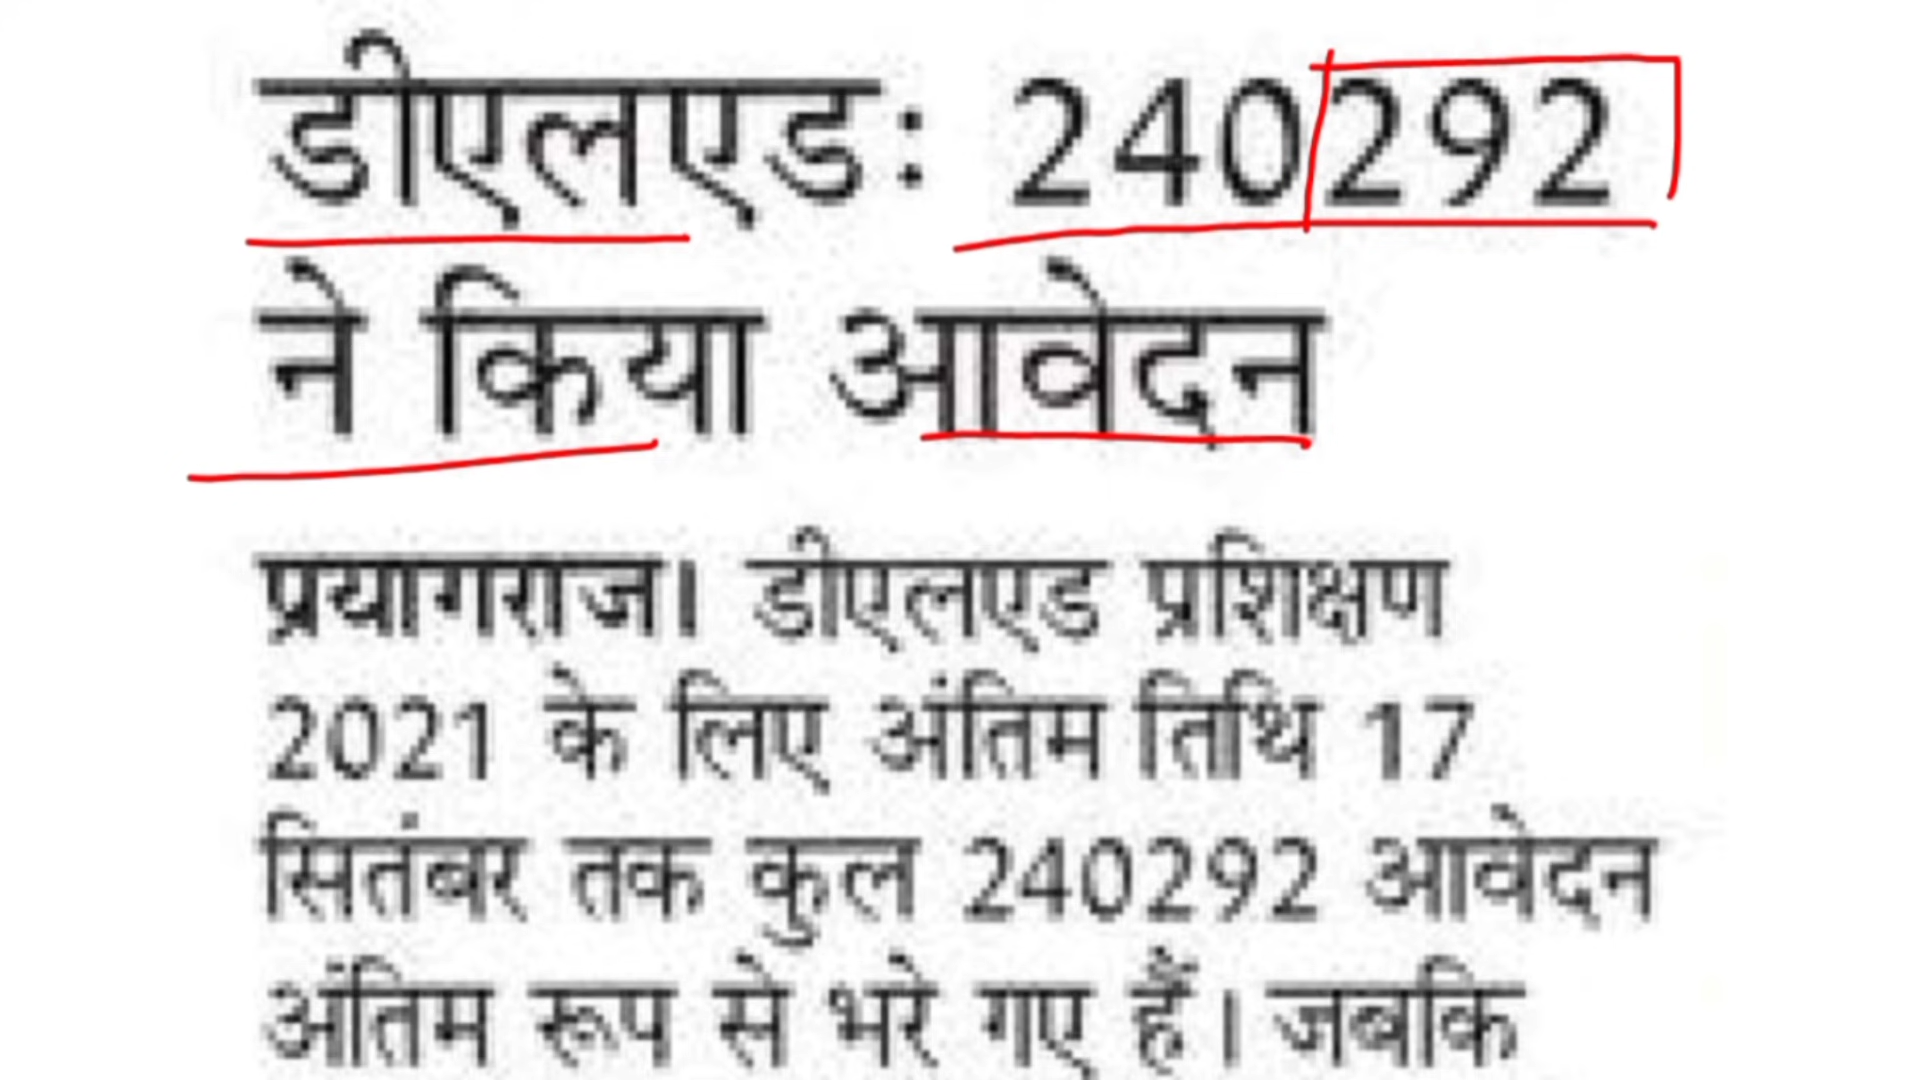 डीएलएड: 240292
ने किया आवेदन
प्रयागराज। डीएलएड प्रशिक्षण
2021 के लिए अंतिम तिथि 17
सितंबर तक कुल 240292 आवेदन
अंतिम रूप से भरे गए हैं। जबकि